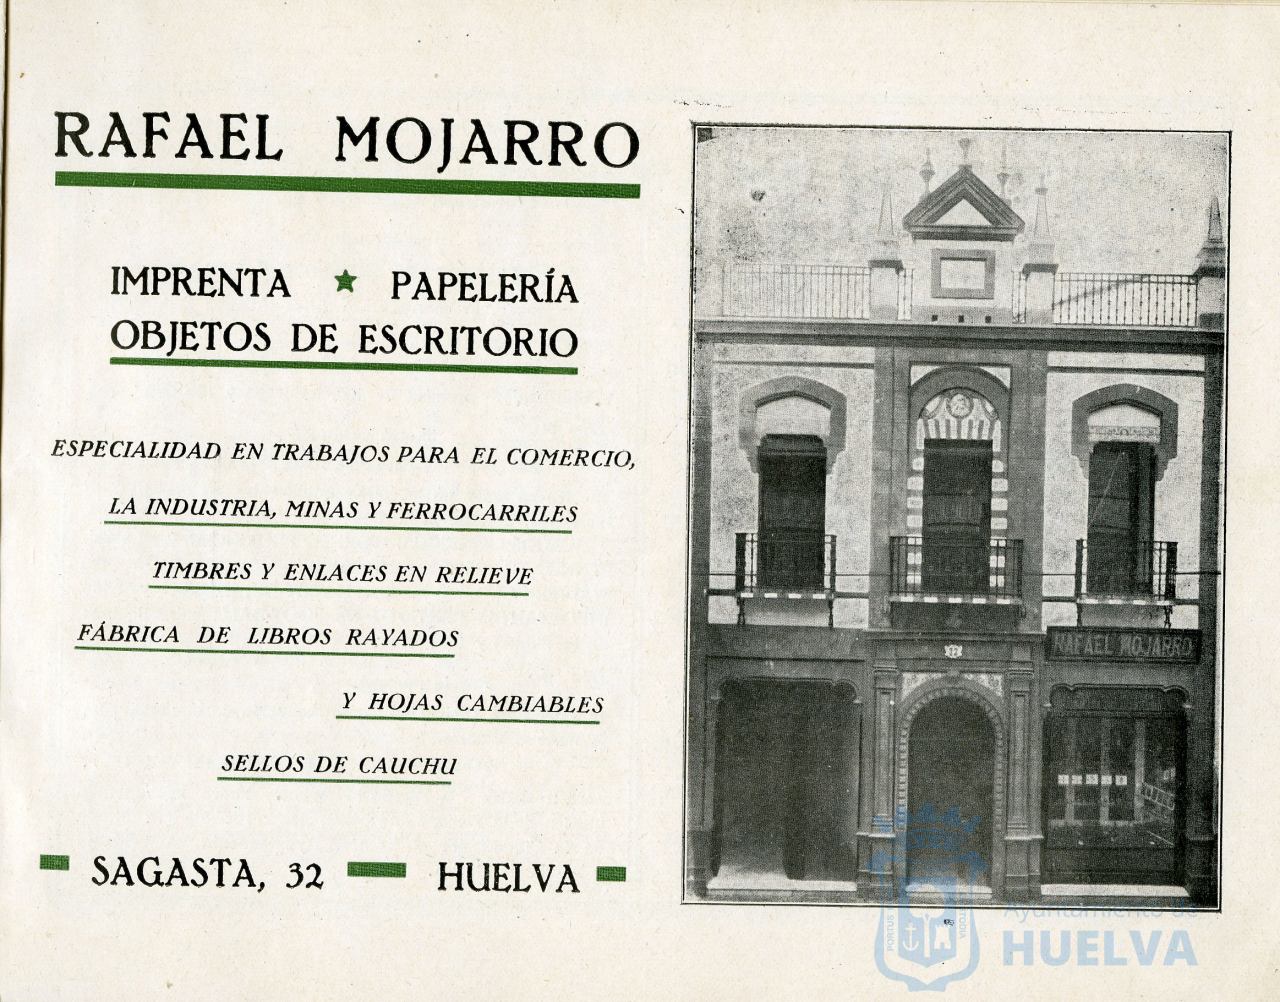 RAFAEL MOJARRO
IMPRENTA ★ PAPELERÍA
OBJETOS DE ESCRITORIO
ESPECIALIDAD EN TRABAJOS PARA EL COMERCIO,
LA INDUSTRIA, MINAS Y FERROCARRILES
TIMBRES Y ENLACES EN RELIEVE
FÁBRICA DE LIBROS RAYADOS
Y HOJAS CAMBIABLES
SELLOS DE CAUCHU
SAGASTA, 32 HUELVA
32
RAFAEL MOJARRO
Ayuntamiento de
HUELVA